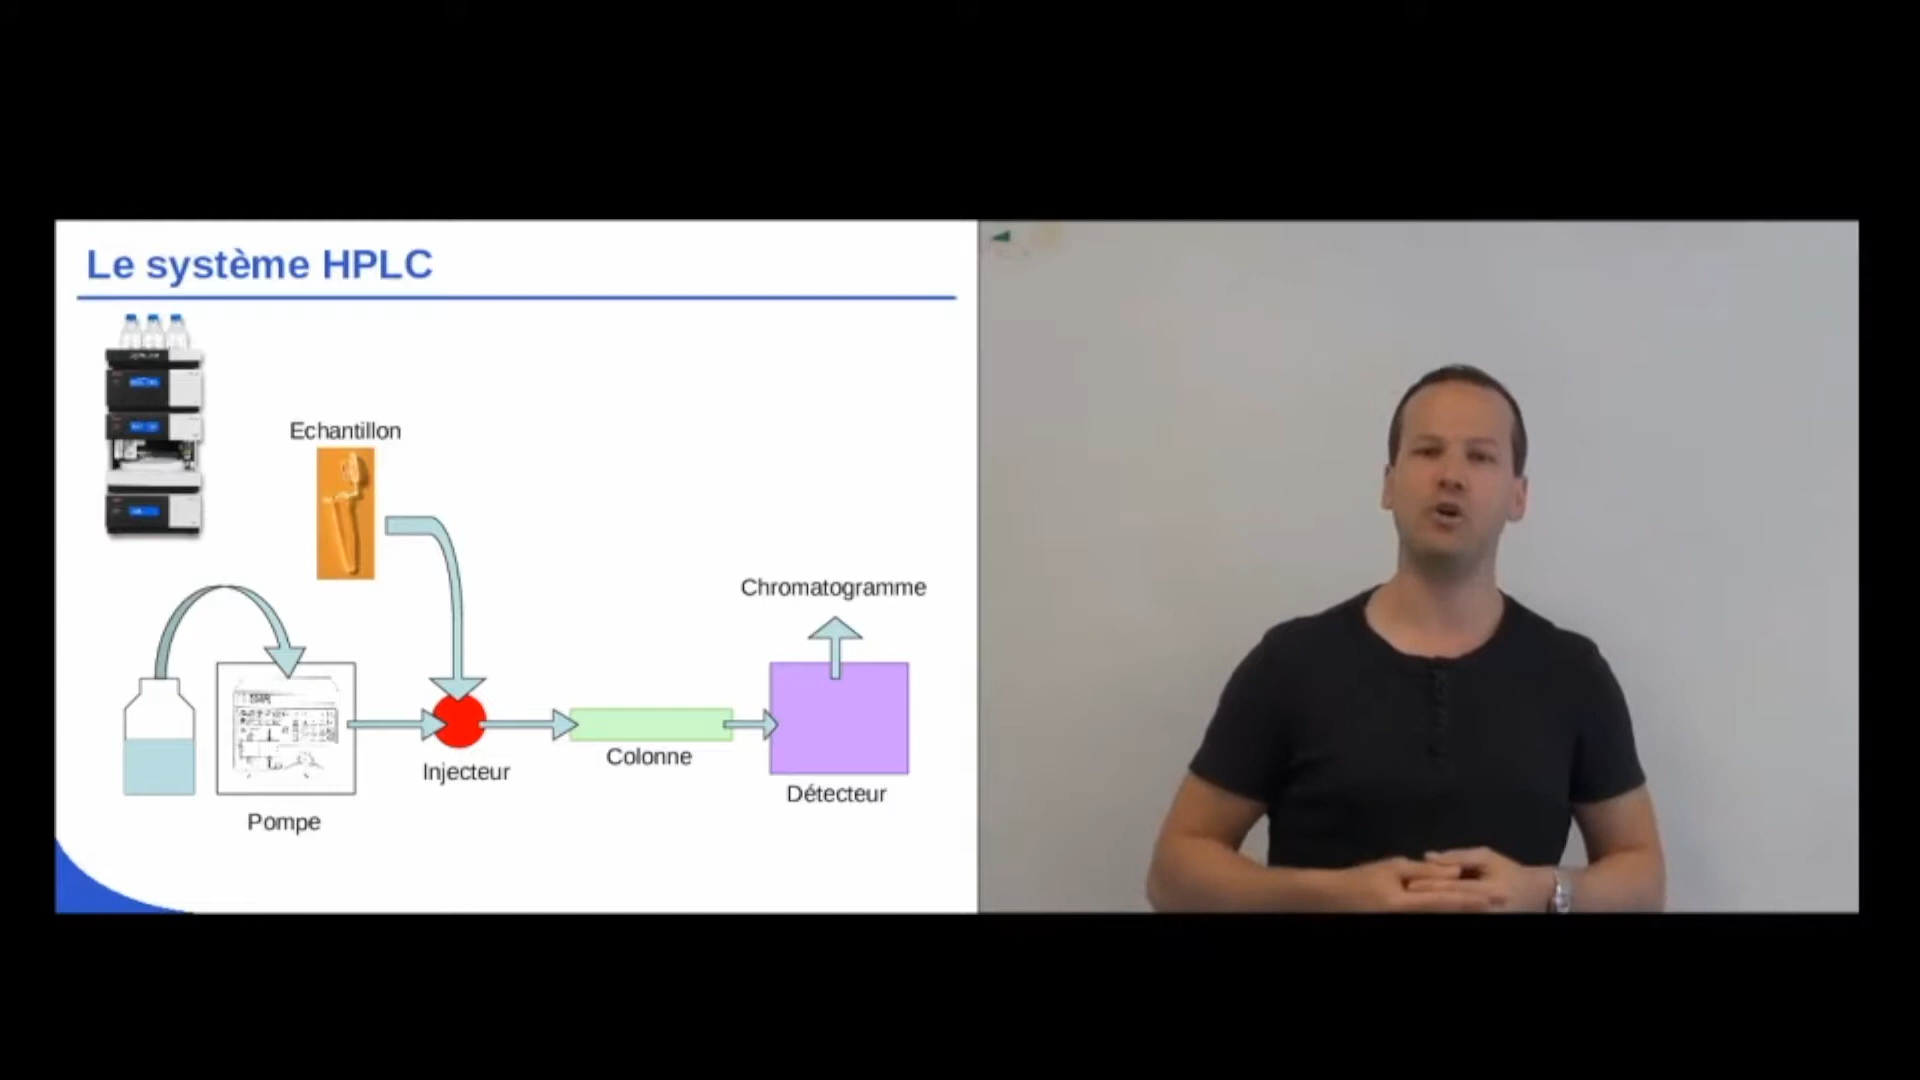 Le système HPLC
Echantillon
Chromatogramme
Injecteur
Colonne
Détecteur
Pompe